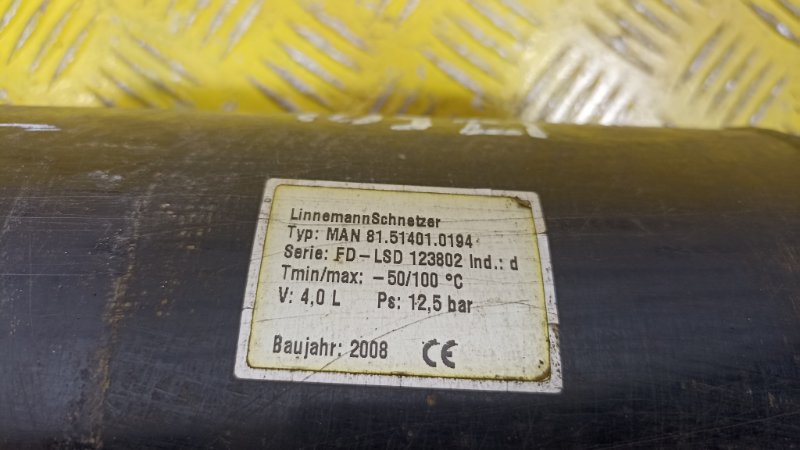 LinnemannSchnetzer
Typ: MAN 81.51401.0194
Serie: FD-LSD 123802 Ind.: d
Tmin/max: -50/100 °C
V: 4,0 L Ps: 12,5 bar
Baujahr: 2008 CE